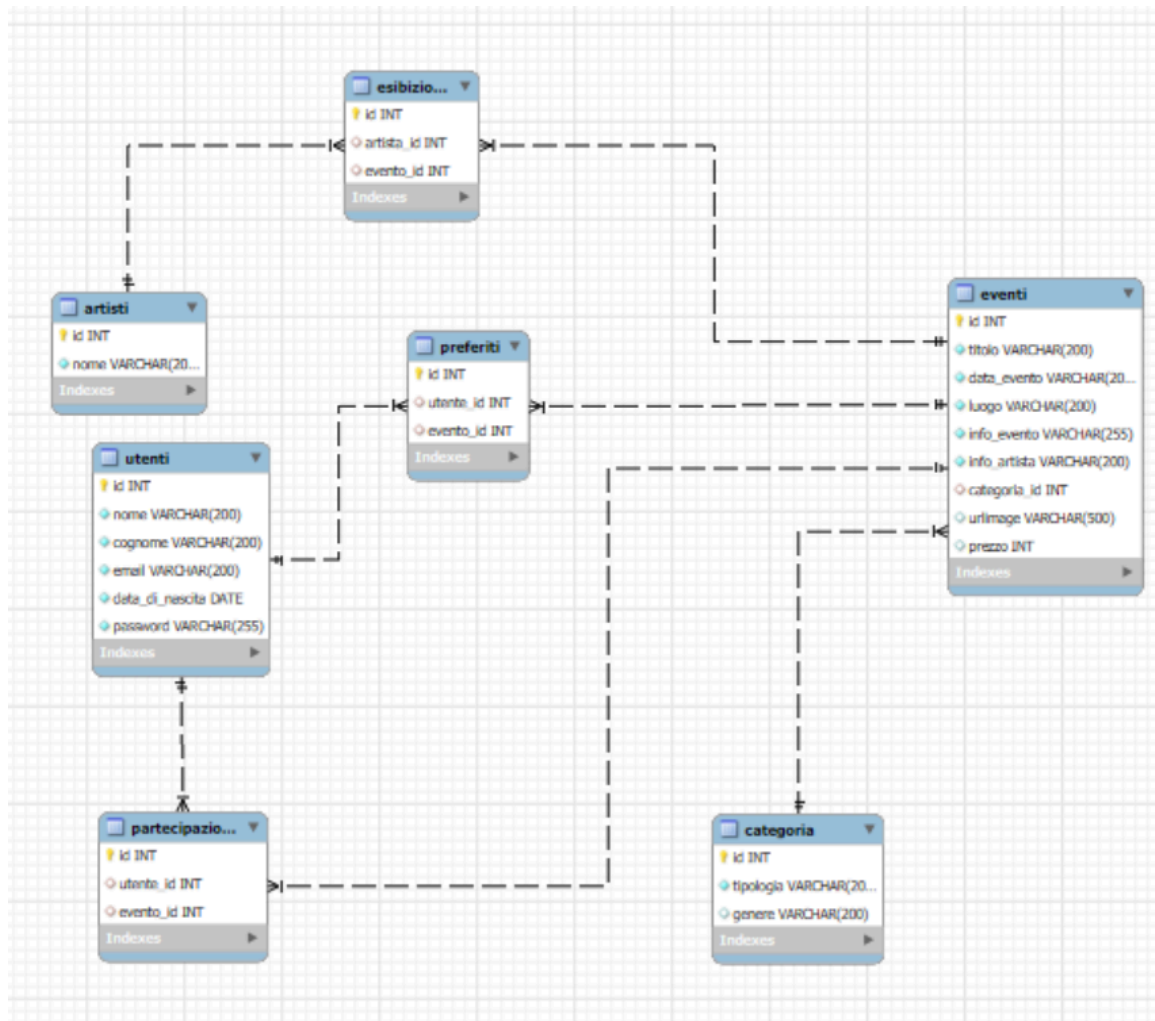 esibizio...
id INT
artista_id INT
evento_id INT
Indexes
artisti
id INT
nome VARCHAR(20...
Indexes
preferiti
id INT
utente_id INT
evento_id INT
Indexes
eventi
id INT
titolo VARCHAR(200)
data_evento VARCHAR(20...
luogo VARCHAR(200)
info_evento VARCHAR(255)
info_artista VARCHAR(200)
categoria_id INT
urlimage VARCHAR(500)
prezzo INT
Indexes
utenti
id INT
nome VARCHAR(200)
cognome VARCHAR(200)
email VARCHAR(200)
data_di_nascita DATE
password VARCHAR(255)
Indexes
partecipazio...
id INT
utente_id INT
evento_id INT
Indexes
categoria
id INT
tipologia VARCHAR(20...
genere VARCHAR(200)
Indexes